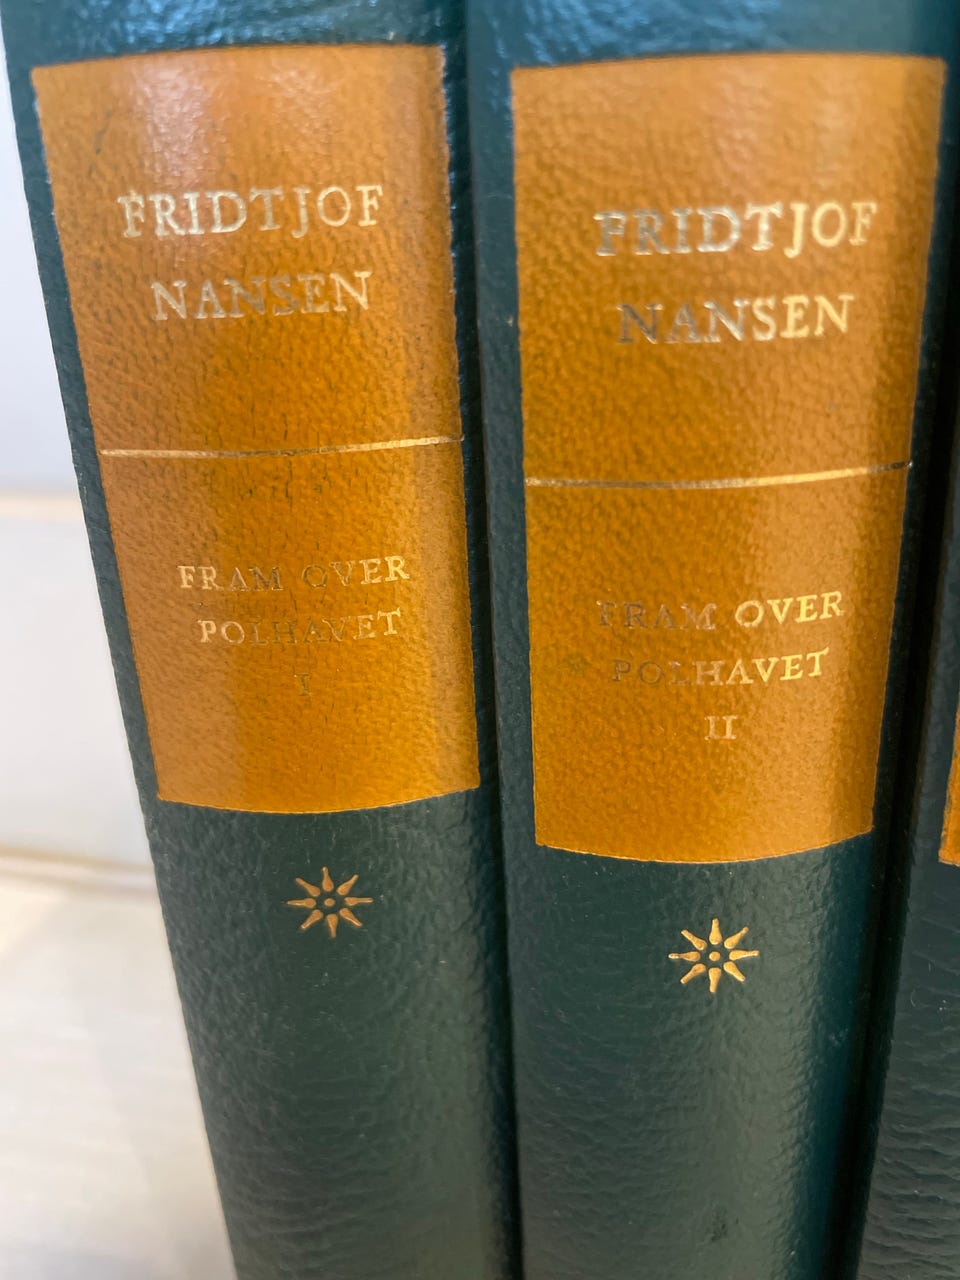 FRIDTJOF
NANSEN
FRAM OVER
POLHAVET
I
FRIDTJOF
NANSEN
FRAM OVER
POLHAVET
II